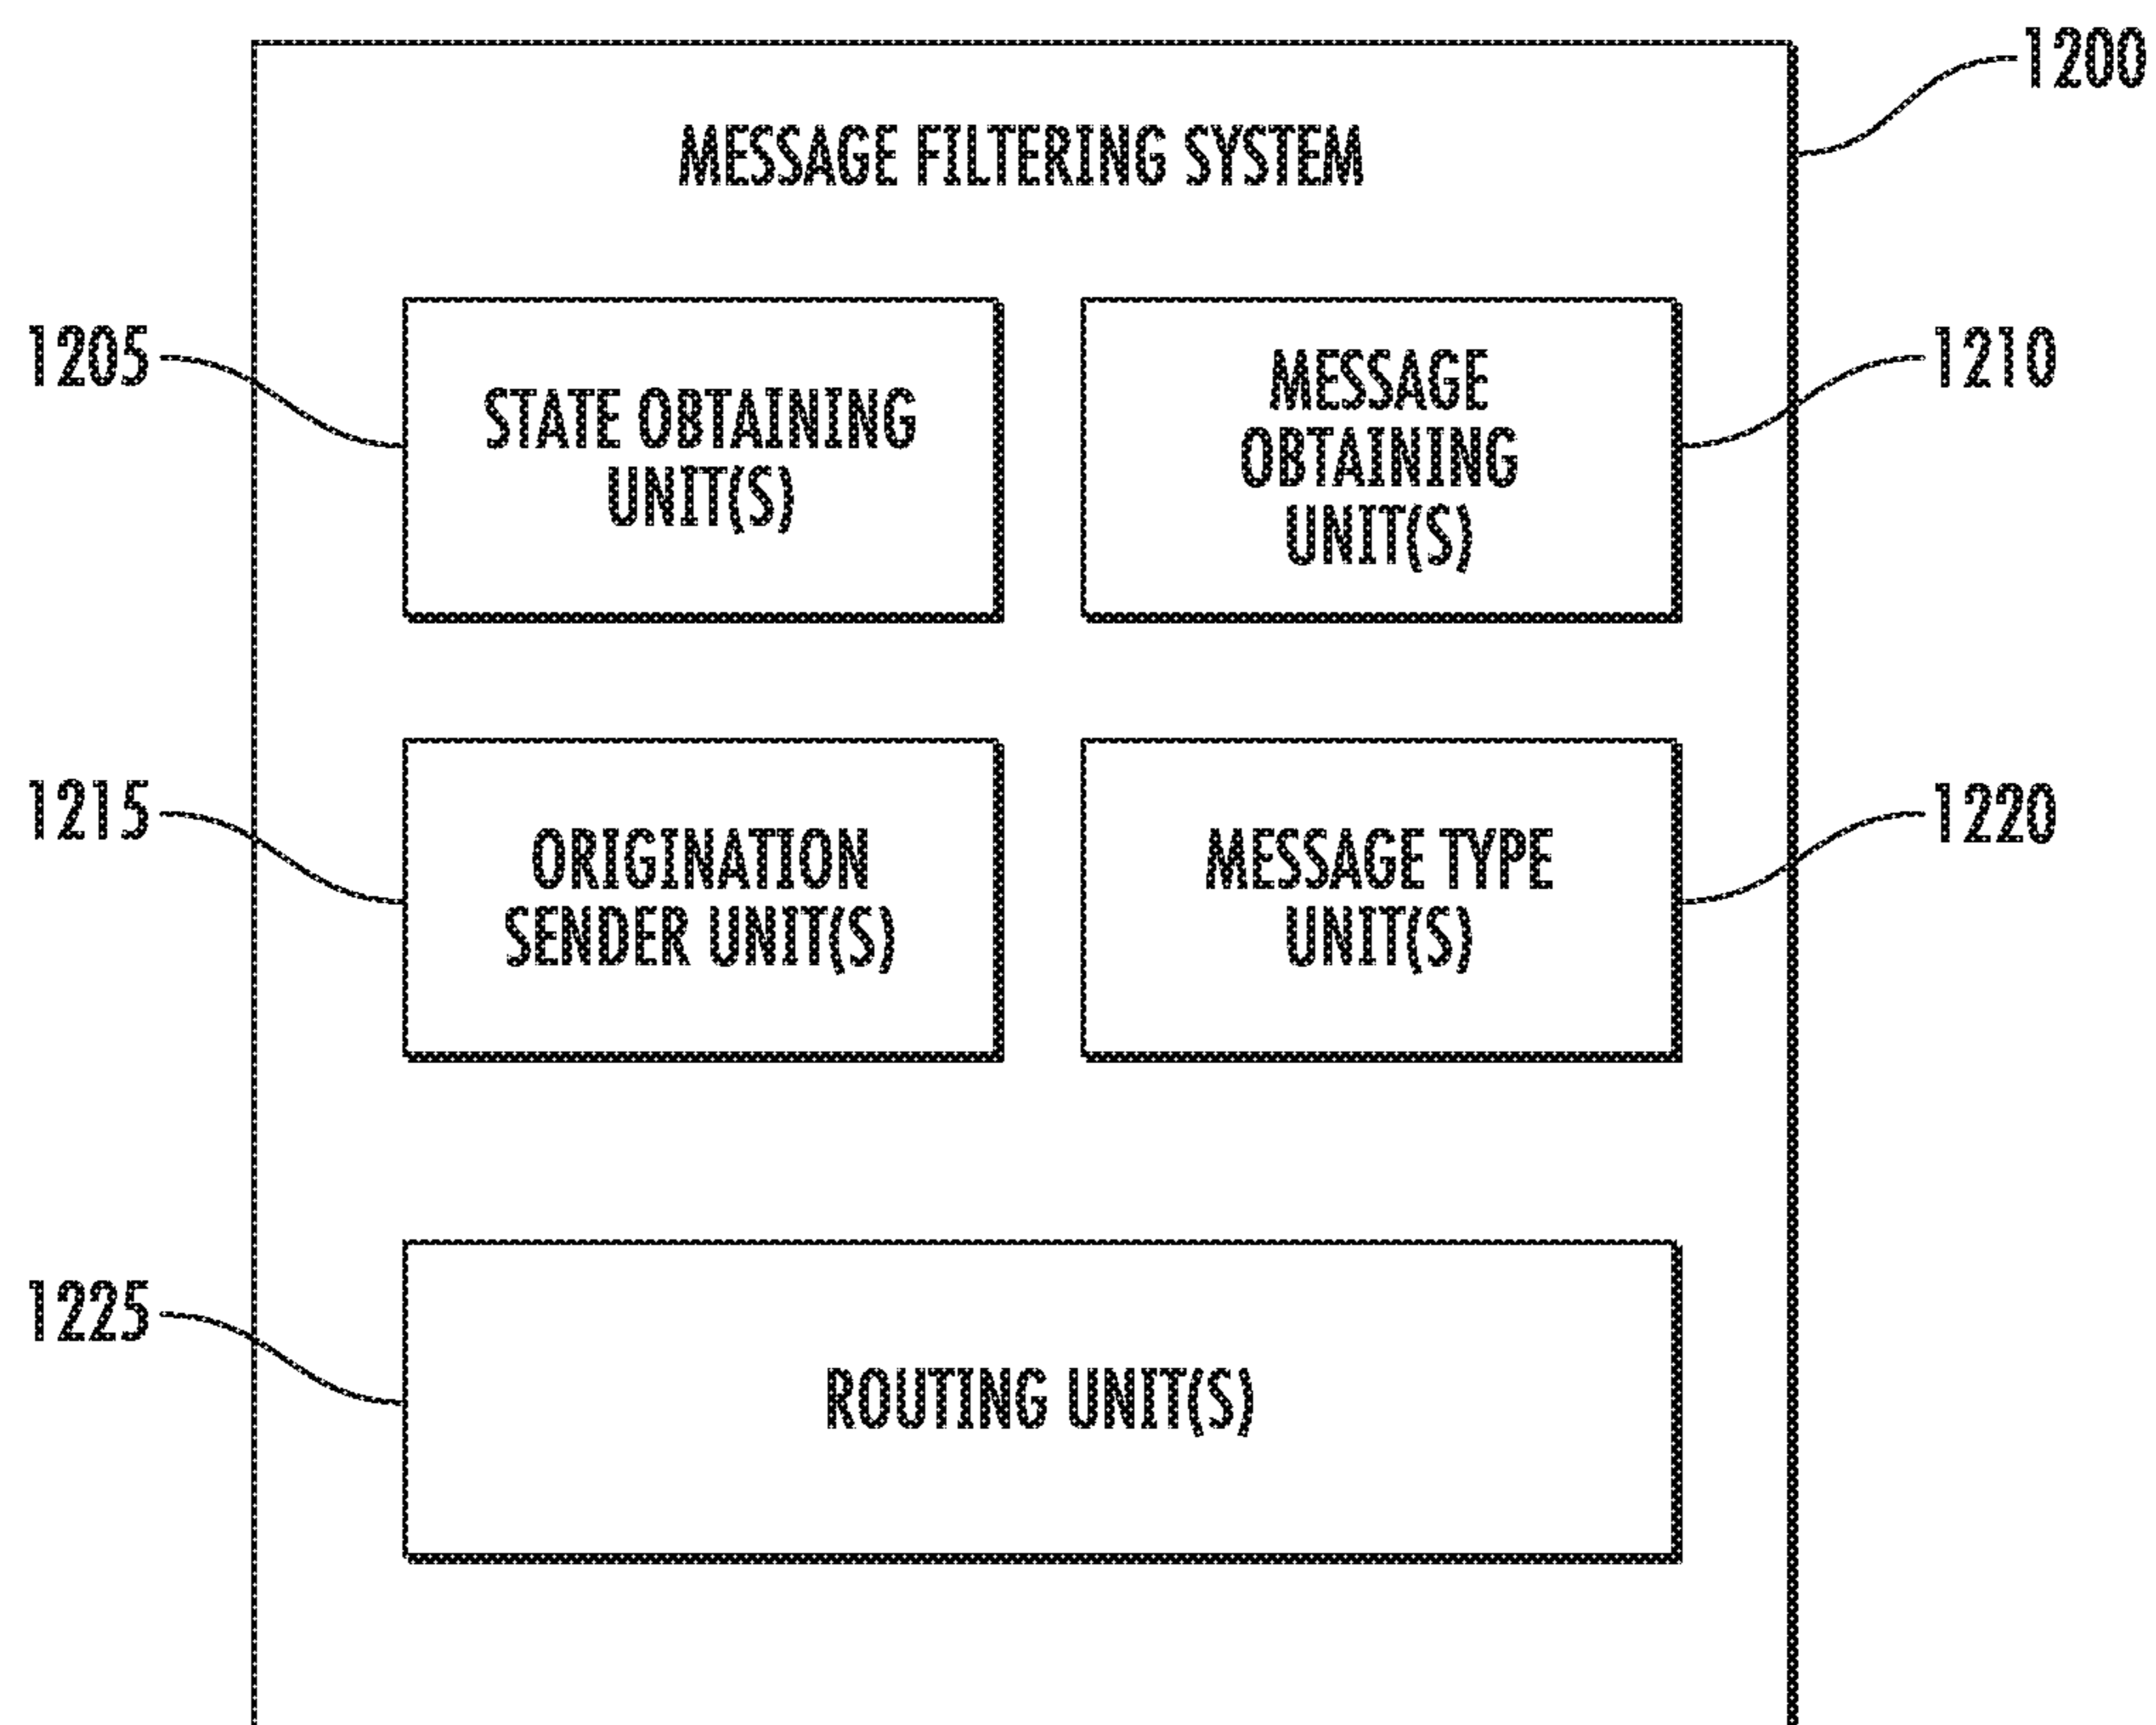 1200
MESSAGE FILTERING SYSTEM
1205
STATE OBTAINING
UNIT(S)
MESSAGE
OBTAINING
UNIT(S)
1210
1215
ORIGINATION
SENDER UNIT(S)
MESSAGE TYPE
UNIT(S)
1220
1225
ROUTING UNIT(S)